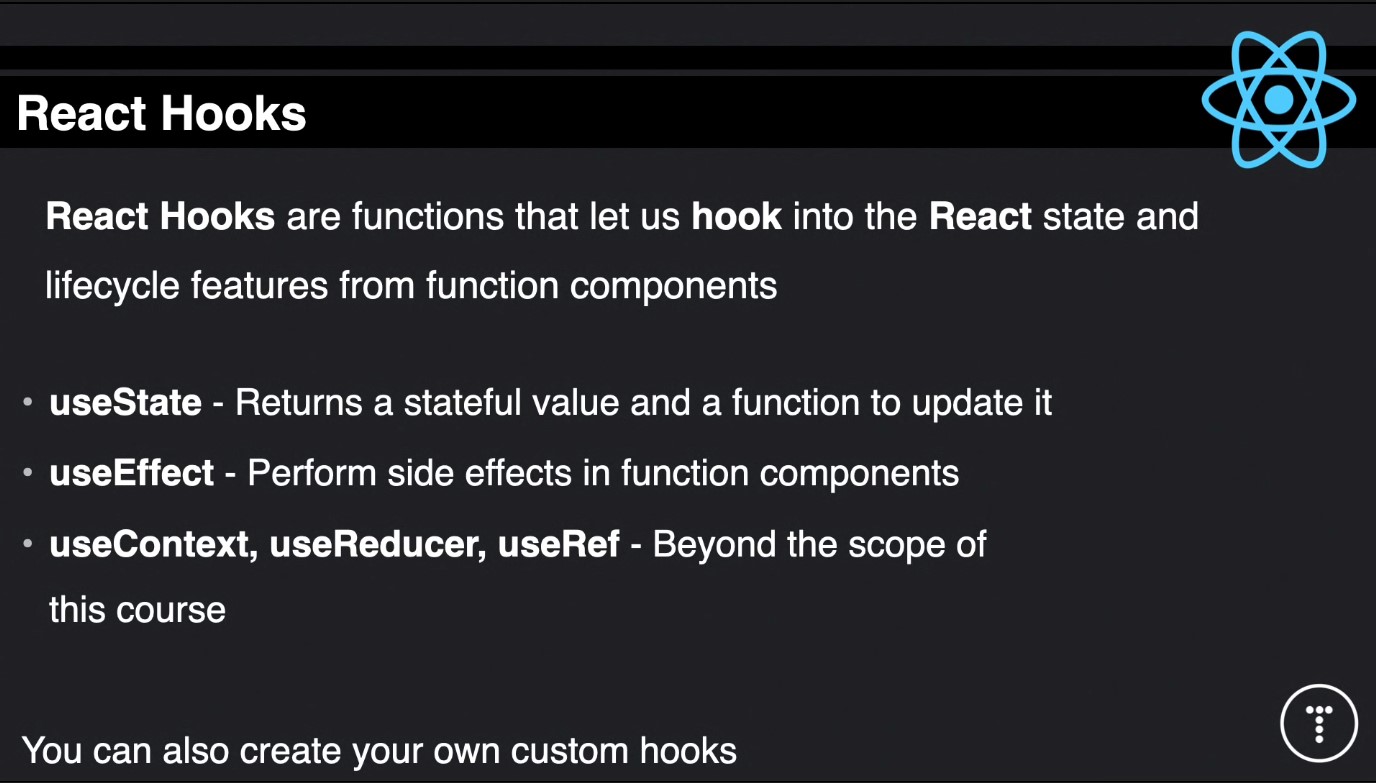 React Hooks
React Hooks are functions that let us hook into the React state and
lifecycle features from function components
• useState - Returns a stateful value and a function to update it
• useEffect - Perform side effects in function components
• useContext, useReducer, useRef - Beyond the scope of
this course
You can also create your own custom hooks
T